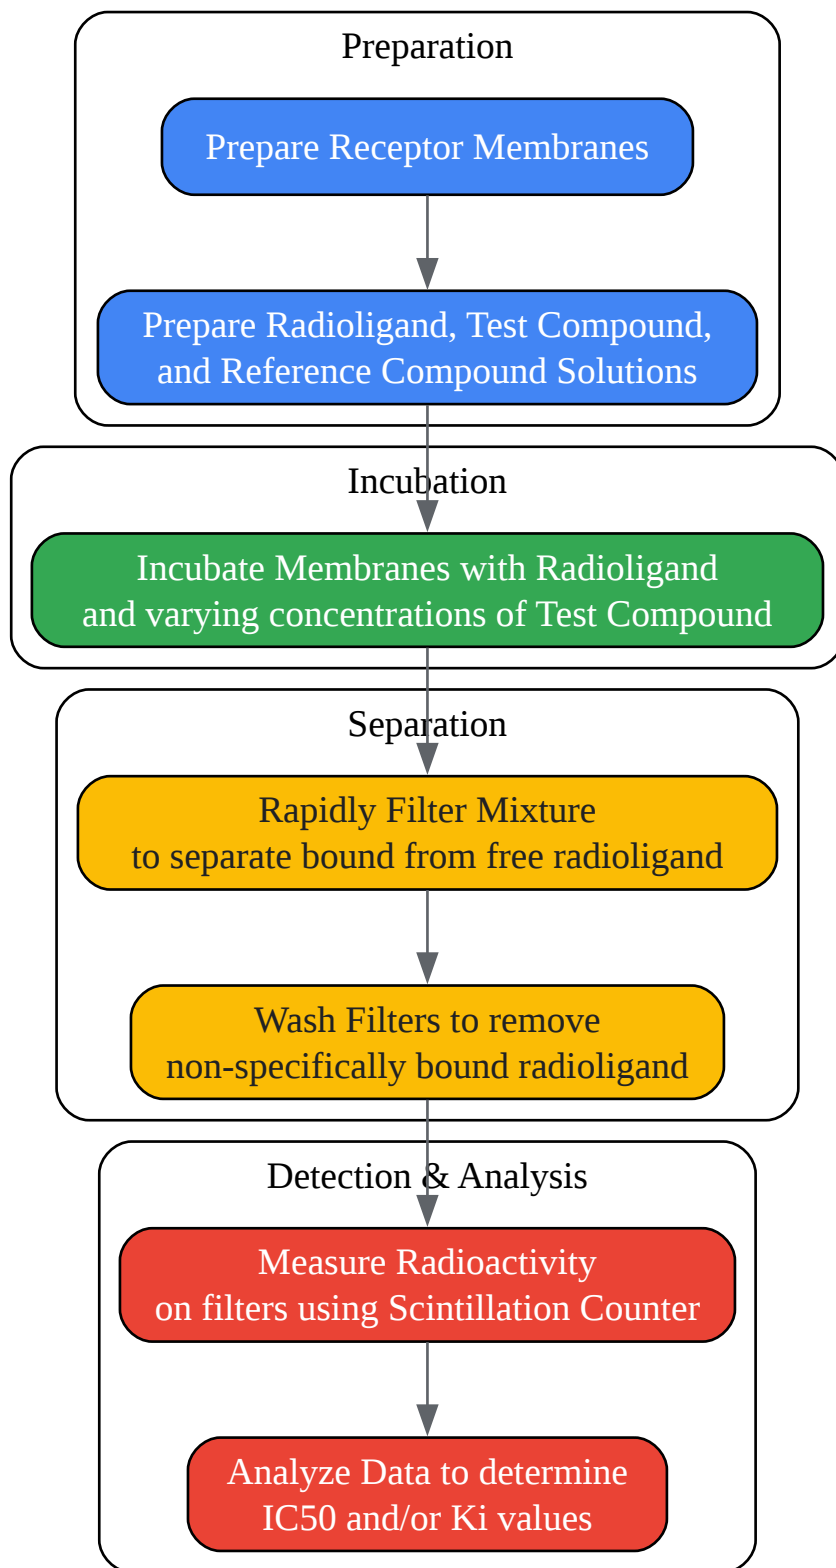 Preparation
Prepare Receptor Membranes
Prepare Radioligand, Test Compound,
and Reference Compound Solutions
Incubation
Incubate Membranes with Radioligand
and varying concentrations of Test Compound
Separation
Rapidly Filter Mixture
to separate bound from free radioligand
Wash Filters to remove
non-specifically bound radioligand
Detection & Analysis
Measure Radioactivity
on filters using Scintillation Counter
Analyze Data to determine
IC50 and/or Ki values